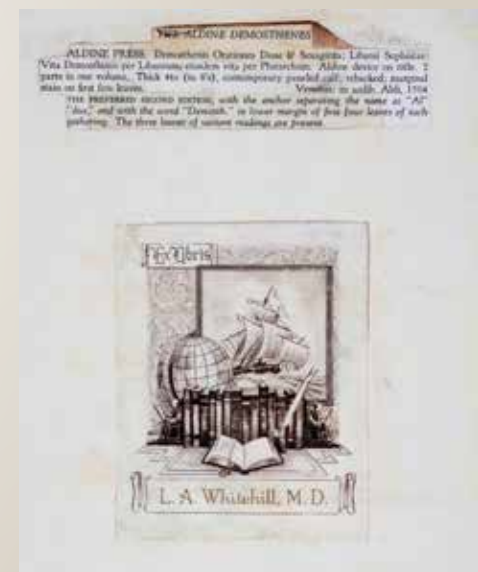 THE ALDINE DEMOSTHENES
ALDINE PRESS. Demosthenis Orationes Duae & Sexaginta; Libanii Sophistae
Vita Demosthenis per Libanium; eiusdem vita per Plutarchum. Aldine device on title. 2
parts in one volume. Thick 4to (in 8's), contemporary paneled calf; rebacked; marginal
stain on first few leaves. Venetiis: in aedib. Aldi, 1504
THE PREFERRED SECOND EDITION, with the anchor separating the name as "Al"
"dus," and with the word "Demosth." in lower margin of first four leaves of each
gathering. The three leaves of variant readings are present.
Ex Libris
L. A. Whitehill, M.D.